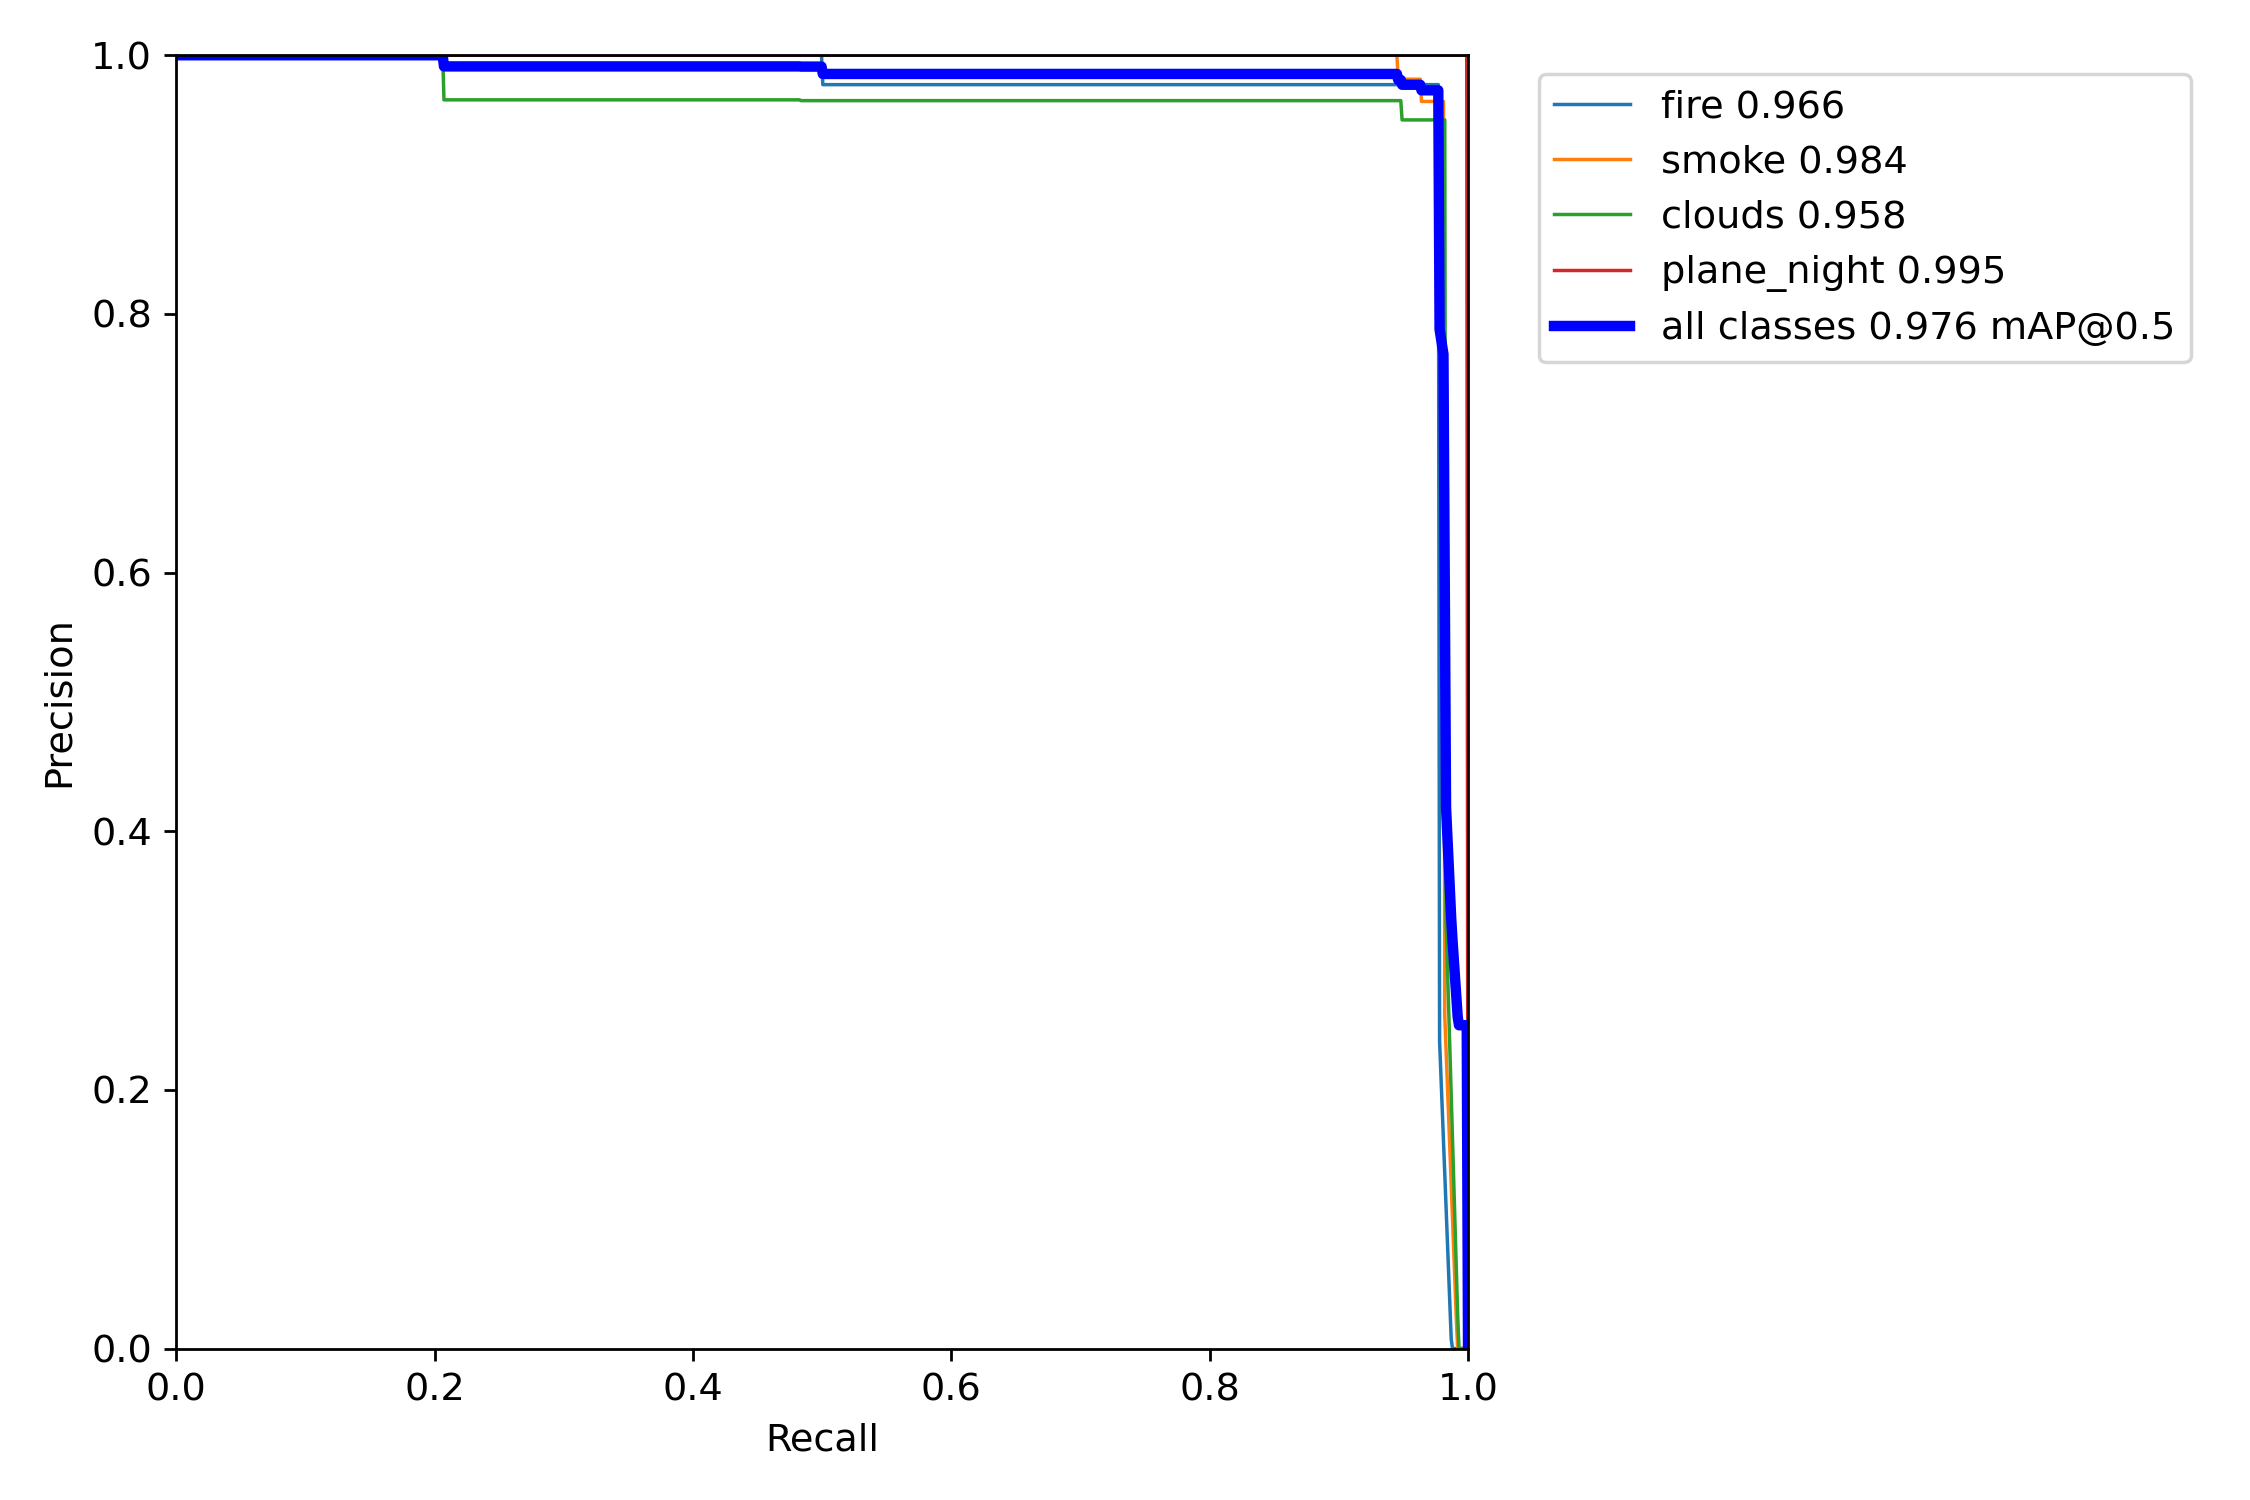 1.0
0.8
0.6
0.4
0.2
0.0
Precision
0.0 0.2 0.4 0.6 0.8 1.0
Recall
fire 0.966
smoke 0.984
clouds 0.958
plane_night 0.995
all classes 0.976 mAP@0.5